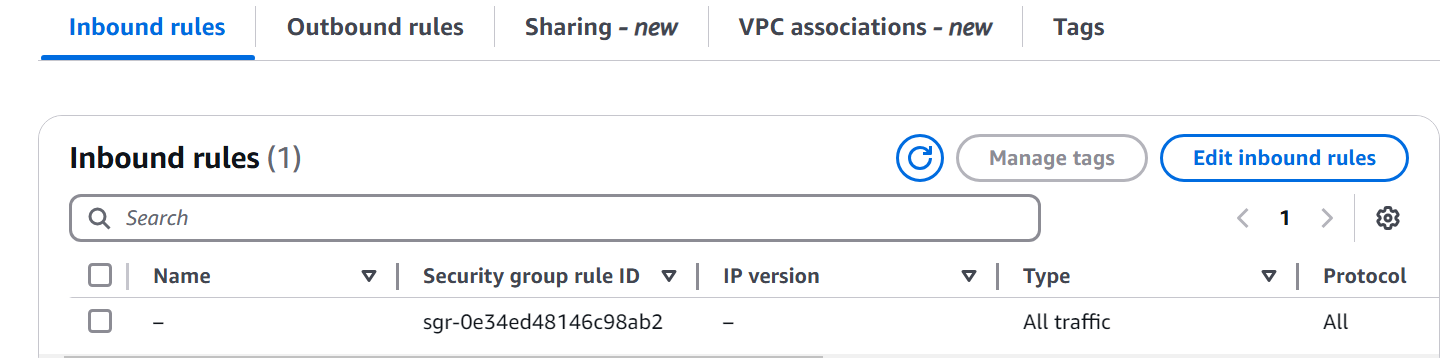 Inbound rules Outbound rules Sharing - new VPC associations - new Tags
Inbound rules (1) Manage tags Edit inbound rules
Search 1
Name Security group rule ID IP version Type Protocol
– sgr-0e34ed48146c98ab2 – All traffic All